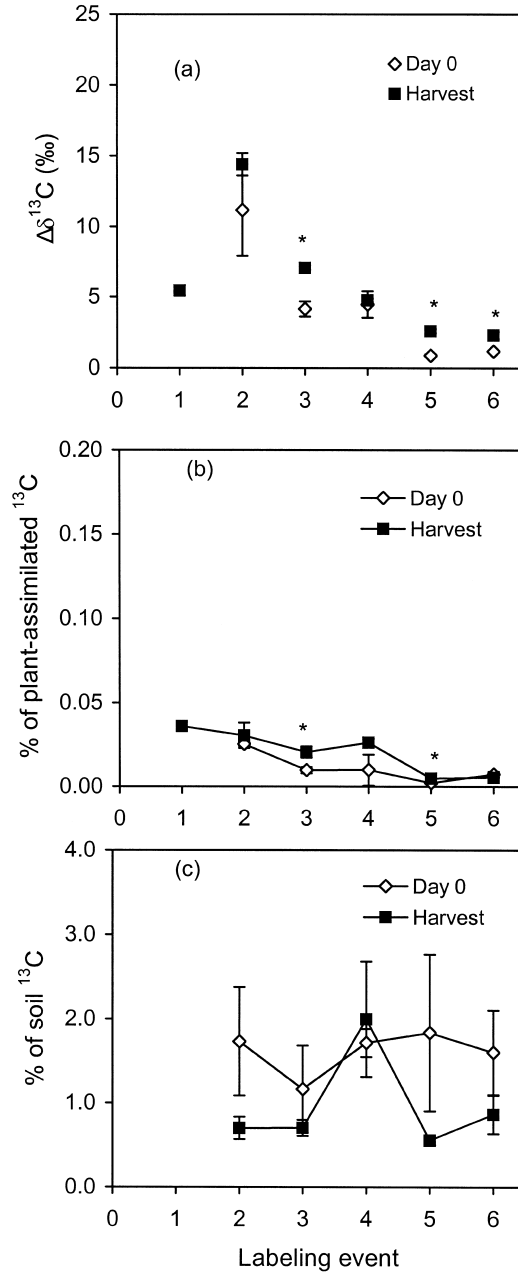 (a)
Day 0
Harvest
Δδ¹³C (‰)
25
20
15
10
5
0
*
*
*
0 1 2 3 4 5 6
(b)
Day 0
Harvest
% of plant-assimilated ¹³C
0.20
0.15
0.10
0.05
0.00
*
*
0 1 2 3 4 5 6
(c)
Day 0
Harvest
% of soil ¹³C
4.0
3.0
2.0
1.0
0.0
0 1 2 3 4 5 6
Labeling event